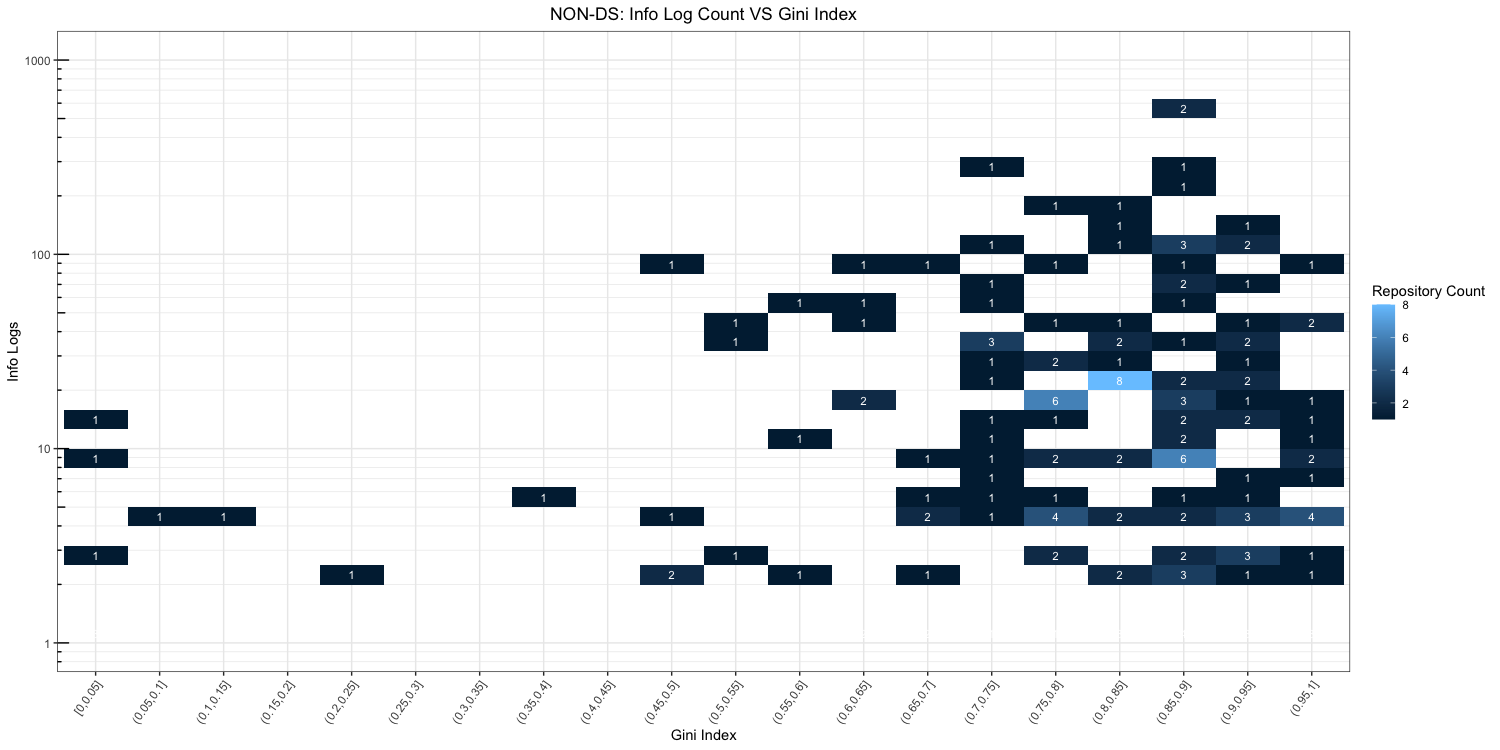 NON-DS: Info Log Count VS Gini Index
1000
2
1 1
1
1 1
1 1
1 1 3 2
100
1 1 1 1 1 1
1 2 1
1 1 1 1
1 1 1 1 1 2
1 3 2 1 2
1 2 1 1
1 8 2 2
2 6 3 1 1
1 1 1 2 2 1
1 1 2 1
10
1 1 1 2 2 6 2
1 1 1
1 1 1 1 1 1
1 1 1 2 1 4 2 2 3 4
1 1 2 2 3 1
1 2 1 1 2 3 1 1
1
Info Logs
[0,0.05] (0.05,0.1] (0.1,0.15] (0.15,0.2] (0.2,0.25] (0.25,0.3] (0.3,0.35] (0.35,0.4] (0.4,0.45] (0.45,0.5] (0.5,0.55] (0.55,0.6] (0.6,0.65] (0.65,0.7] (0.7,0.75] (0.75,0.8] (0.8,0.85] (0.85,0.9] (0.9,0.95] (0.95,1]
Gini Index
Repository Count
8
6
4
2